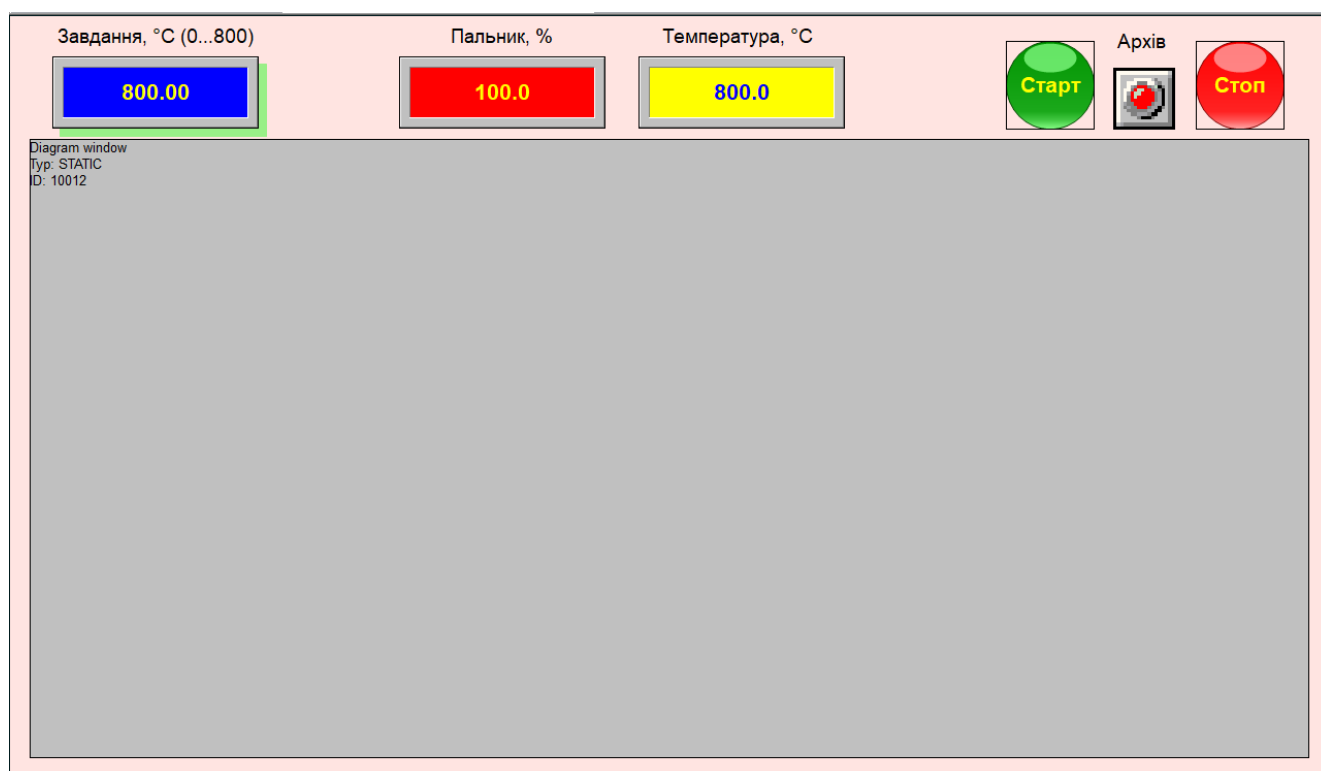 Завдання, °C (0...800)
Пальник, %
Температура, °C
Архів
800.00
100.0
800.0
Старт
Стоп
Diagram window
Typ: STATIC
ID: 10012